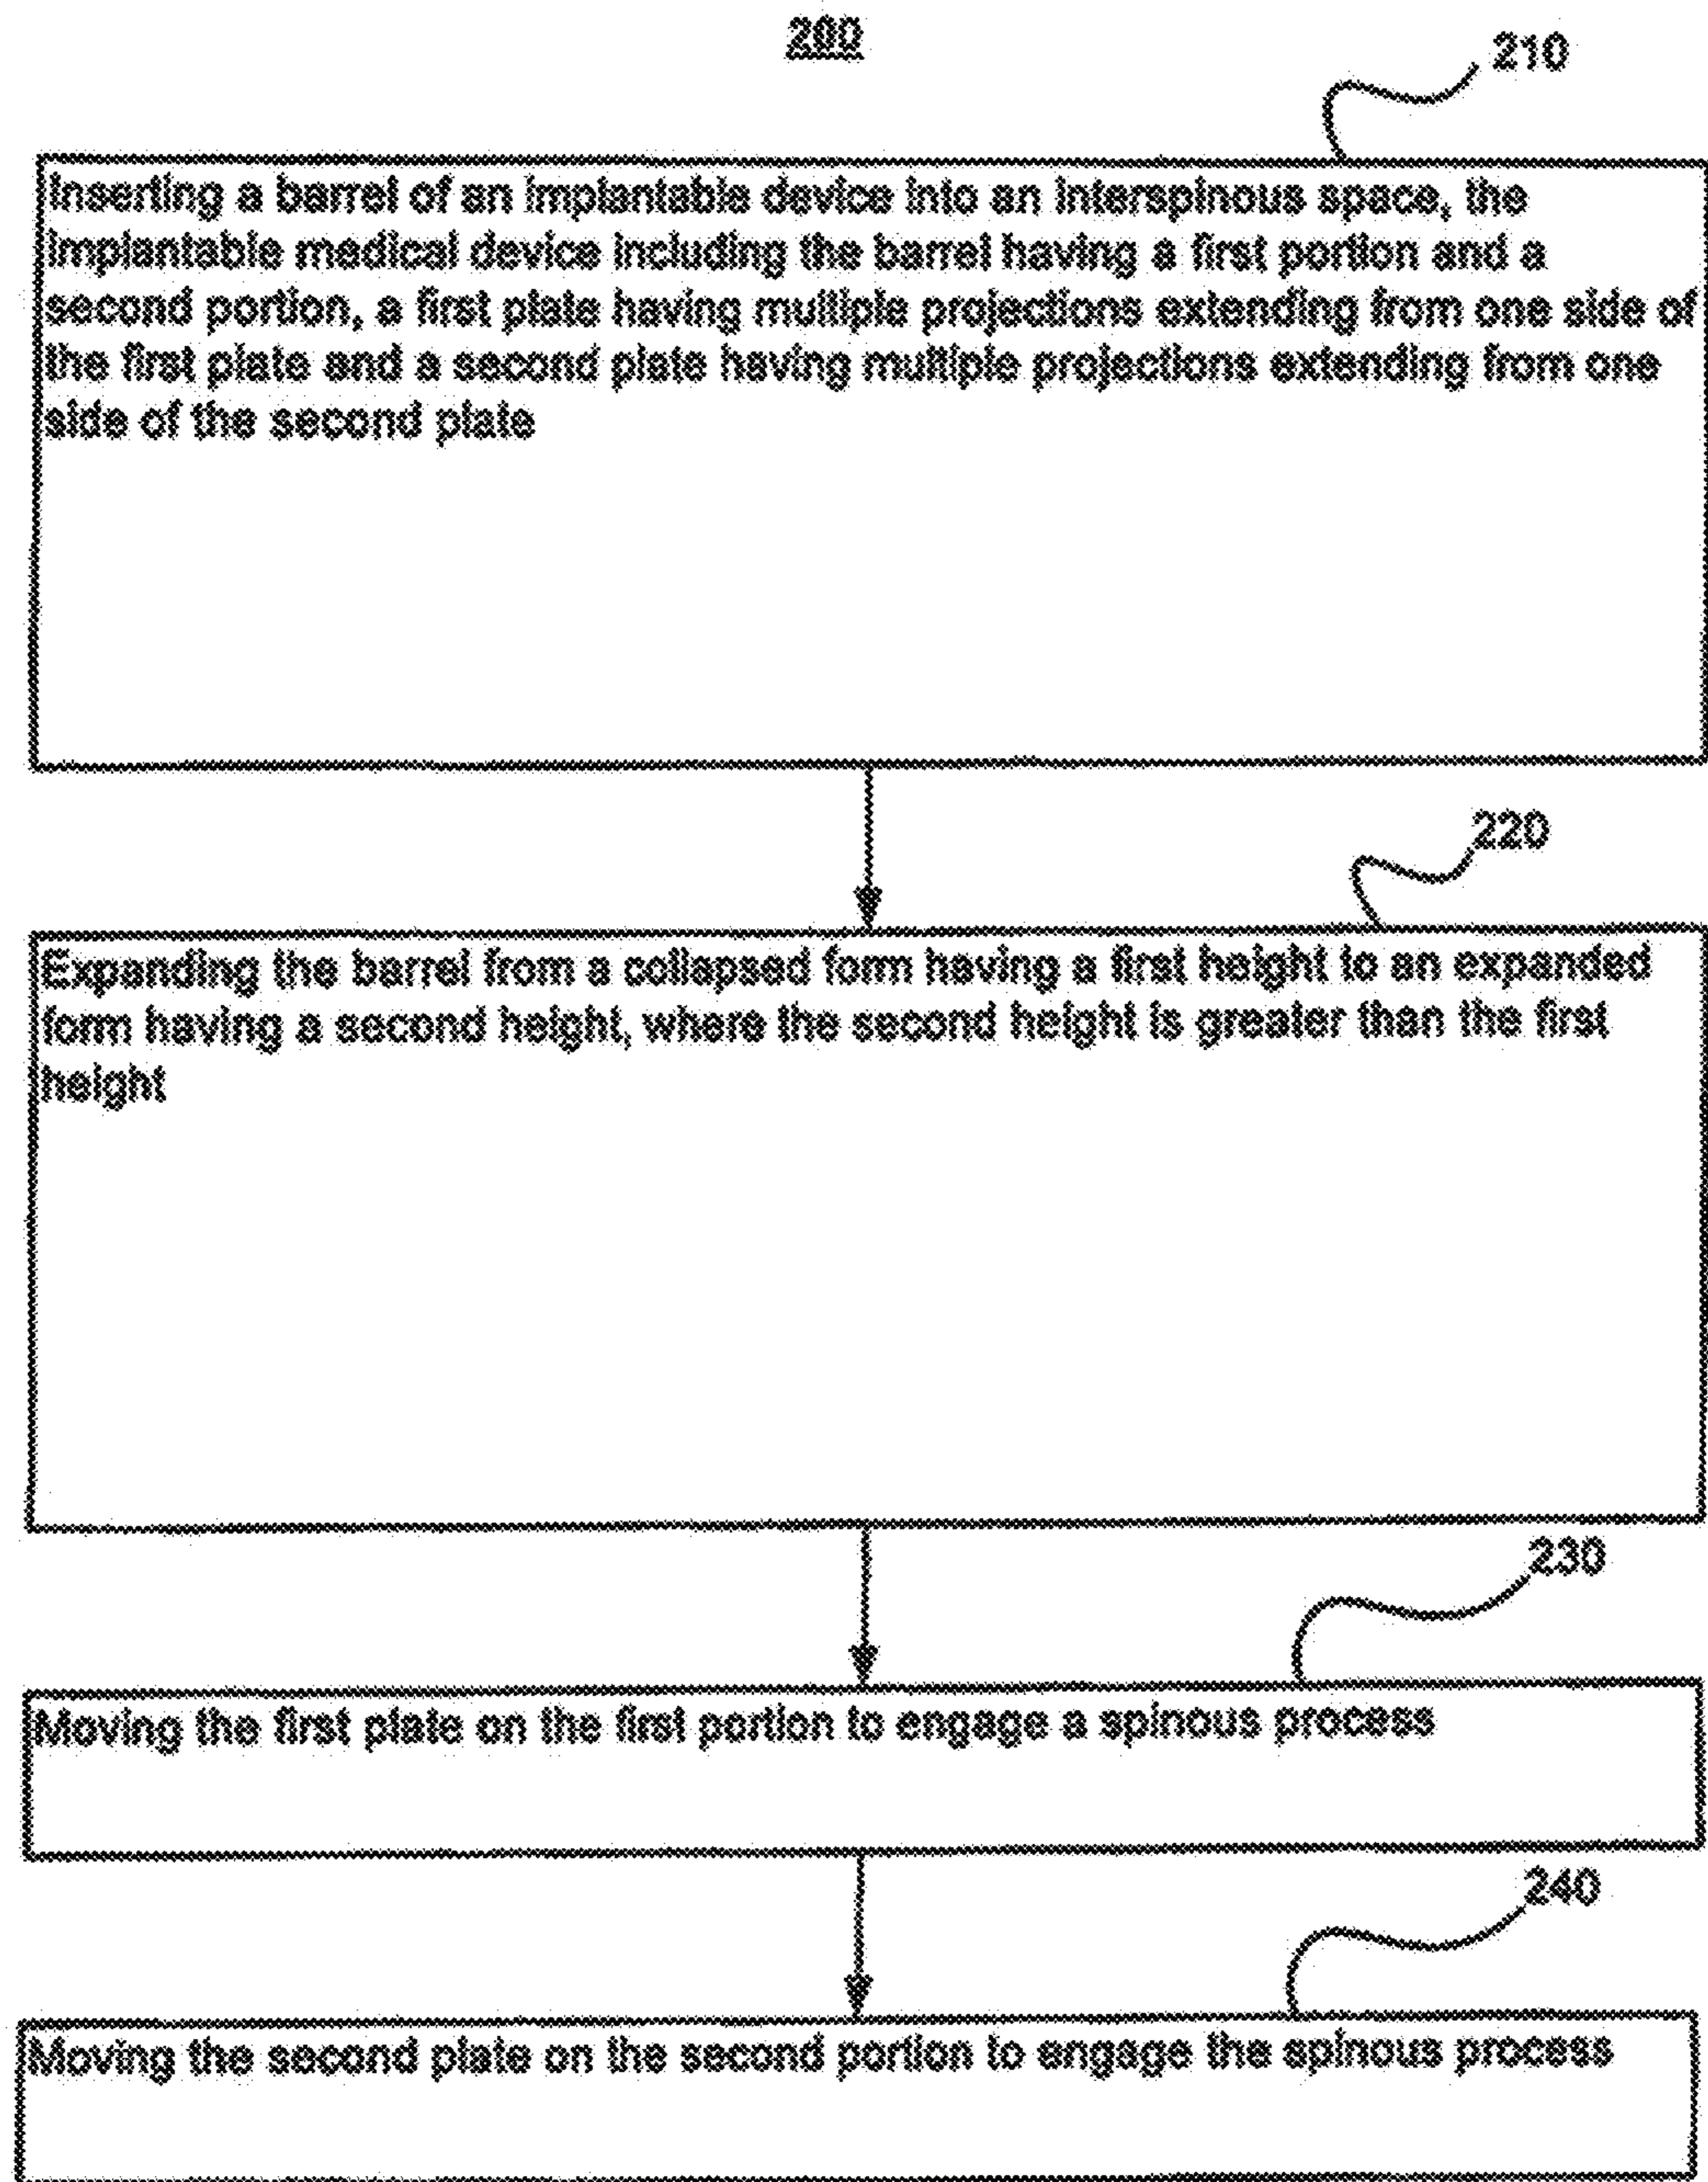 200
210
Inserting a barrel of an implantable device into an interspinous space, the
implantable medical device including the barrel having a first portion and a
second portion, a first plate having multiple projections extending from one side of
the first plate and a second plate having multiple projections extending from one
side of the second plate
220
Expanding the barrel from a collapsed form having a first height to an expanded
form having a second height, where the second height is greater than the first
height
230
Moving the first plate on the first portion to engage a spinous process
240
Moving the second plate on the second portion to engage the spinous process